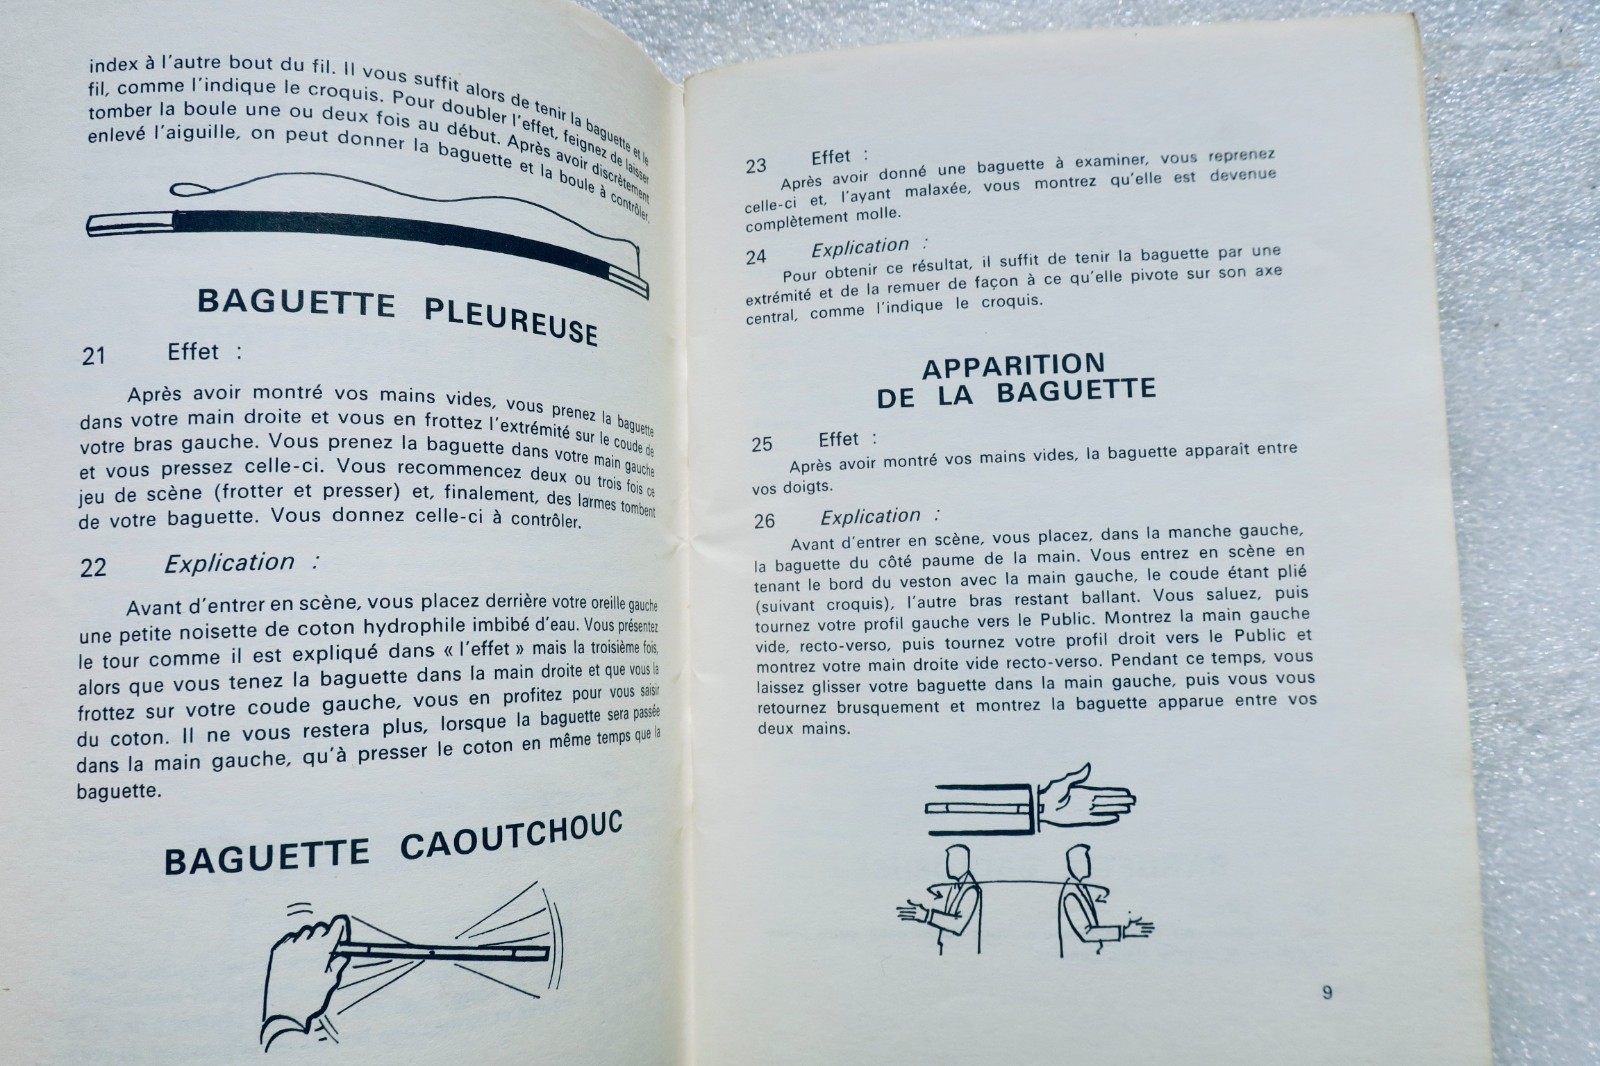 index à l'autre bout du fil. Il vous suffit alors de tenir la baguette et le
fil, comme l'indique le croquis. Pour doubler l'effet, feignez de laisser
tomber la boule une ou deux fois au début. Après avoir discrètement
enlevé l'aiguille, on peut donner la baguette et la boule à contrôler.
BAGUETTE PLEUREUSE
21 Effet :
Après avoir montré vos mains vides, vous prenez la baguette
dans votre main droite et vous en frottez l'extrémité sur le coude de
votre bras gauche. Vous prenez la baguette dans votre main gauche
et vous pressez celle-ci. Vous recommencez deux ou trois fois ce
jeu de scène (frotter et presser) et, finalement, des larmes tombent
de votre baguette. Vous donnez celle-ci à contrôler.
22 Explication :
Avant d'entrer en scène, vous placez derrière votre oreille gauche
une petite noisette de coton hydrophile imbibé d'eau. Vous présentez
le tour comme il est expliqué dans « l'effet » mais la troisième fois,
alors que vous tenez la baguette dans la main droite et que vous la
frottez sur votre coude gauche, vous en profitez pour vous saisir
du coton. Il ne vous restera plus, lorsque la baguette sera passée
dans la main gauche, qu'à presser le coton en même temps que la
baguette.
BAGUETTE CAOUTCHOUC
23 Effet :
Après avoir donné une baguette à examiner, vous reprenez
celle-ci et, l'ayant malaxée, vous montrez qu'elle est devenue
complètement molle.
24 Explication :
Pour obtenir ce résultat, il suffit de tenir la baguette par une
extrémité et de la remuer de façon à ce qu'elle pivote sur son axe
central, comme l'indique le croquis.
APPARITION
DE LA BAGUETTE
25 Effet :
Après avoir montré vos mains vides, la baguette apparaît entre
vos doigts.
26 Explication :
Avant d'entrer en scène, vous placez, dans la manche gauche,
la baguette du côté paume de la main. Vous entrez en scène en
tenant le bord du veston avec la main gauche, le coude étant plié
(suivant croquis), l'autre bras restant ballant. Vous saluez, puis
tournez votre profil gauche vers le Public. Montrez la main gauche
vide, recto-verso, puis tournez votre profil droit vers le Public et
montrez votre main droite vide recto-verso. Pendant ce temps, vous
laissez glisser votre baguette dans la main gauche, puis vous vous
retournez brusquement et montrez la baguette apparue entre vos
deux mains.
9